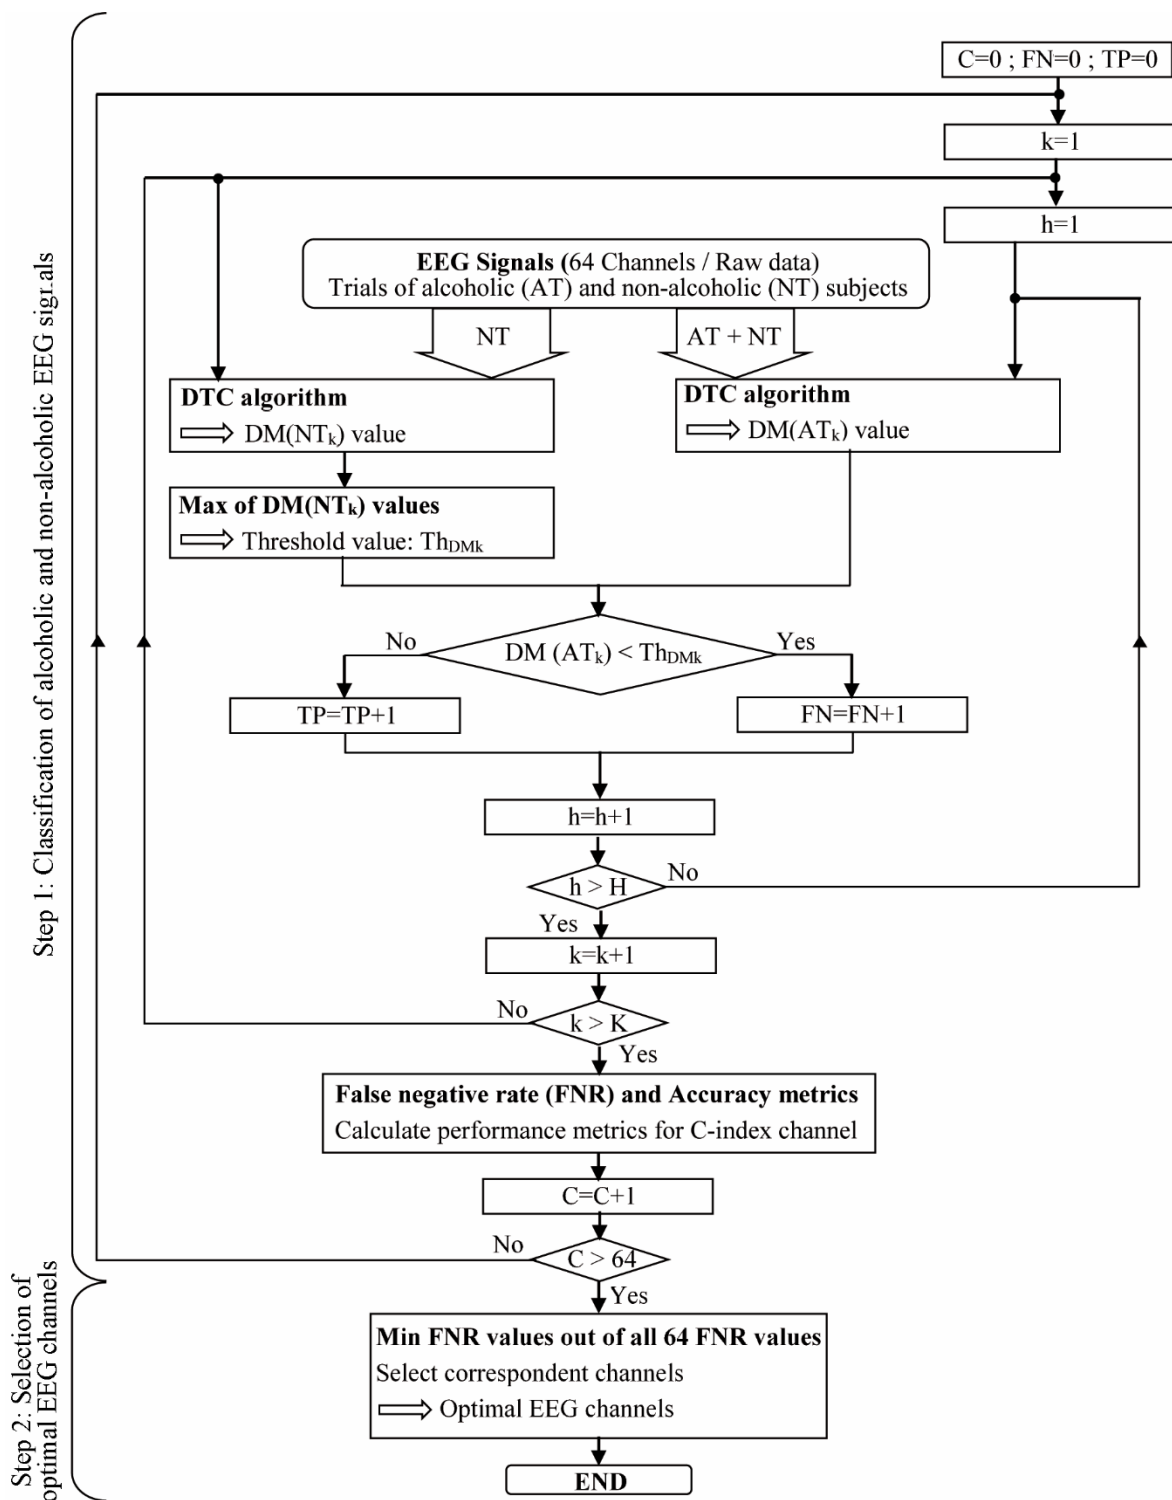 C=0 ; FN=0 ; TP=0
k=1
h=1
EEG Signals (64 Channels / Raw data)
Trials of alcoholic (AT) and non-alcoholic (NT) subjects
NT
AT + NT
DTC algorithm
DM(NTk) value
DTC algorithm
DM(ATk) value
Max of DM(NTk) values
Threshold value: ThDMk
No
DM (ATk) < ThDMk
Yes
TP=TP+1
FN=FN+1
h=h+1
h > H
No
Yes
k=k+1
No
k > K
Yes
False negative rate (FNR) and Accuracy metrics
Calculate performance metrics for C-index channel
C=C+1
No
C > 64
Yes
Min FNR values out of all 64 FNR values
Select correspondent channels
Optimal EEG channels
END
Step 1: Classification of alcoholic and non-alcoholic EEG signals
Step 2: Selection of
optimal EEG channels